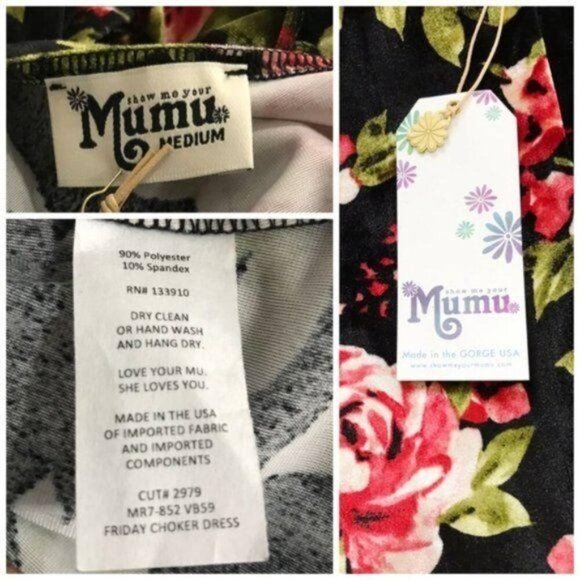 show me your
Mumu
MEDIUM
90% Polyester
10% Spandex
RN# 133910
DRY CLEAN
OR HAND WASH
AND HANG DRY.
LOVE YOUR MU.
SHE LOVES YOU.
MADE IN THE USA
OF IMPORTED FABRIC
AND IMPORTED
COMPONENTS
CUT# 2979
MR7-852 VB59
FRIDAY CHOKER DRESS
show me your
Mumu
Made in the GORGE USA
www.showmeyourmumu.com